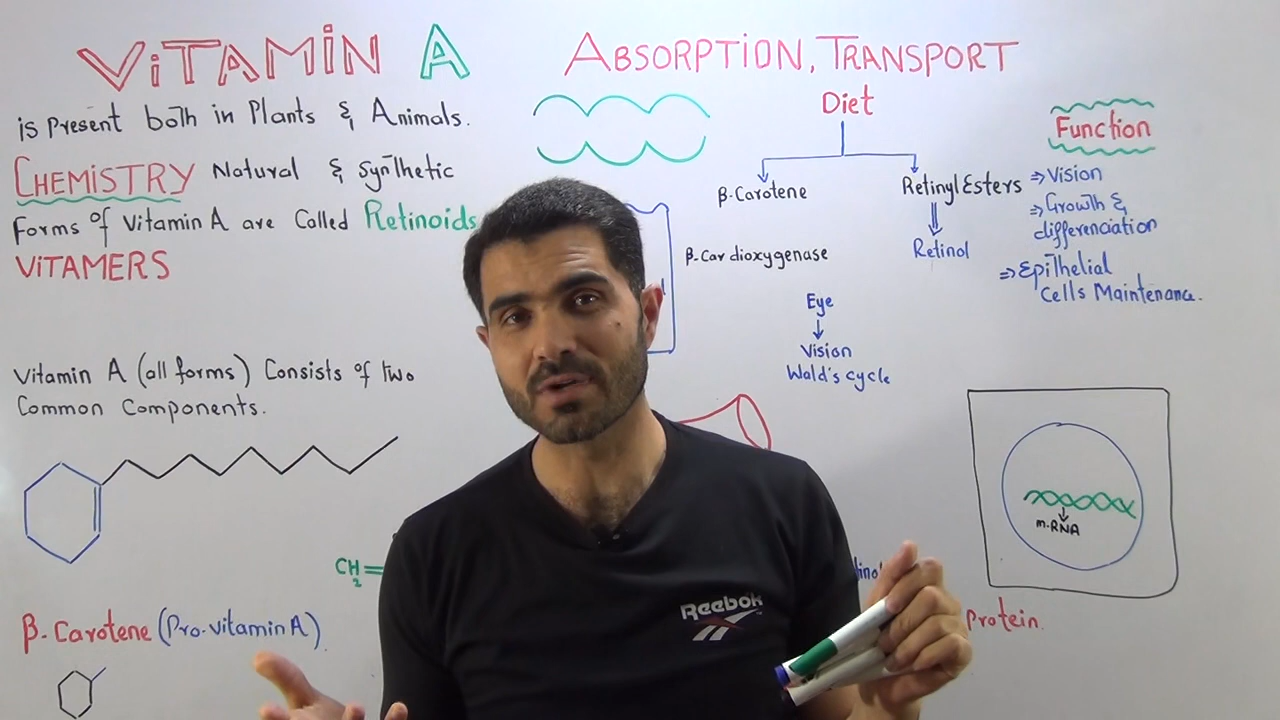 VITAMIN A
is Present both in Plants & Animals.
CHEMISTRY Natural & Synthetic
forms of Vitamin A are Called Retinoids
VITAMERS
Vitamin A (all forms) Consists of two
Common Components.
CH2=
β-Carotene (Pro-vitamin A).
ABSORPTION, TRANSPORT
Diet
β-Carotene
Retinyl Esters
Retinol
β-Car dioxygenase
Eye
Vision
Wald's cycle
Function
⇒ Vision
⇒ Growth &
differenciation
⇒ Epithelial
Cells Maintenance.
m-RNA
Protein.
Reebok